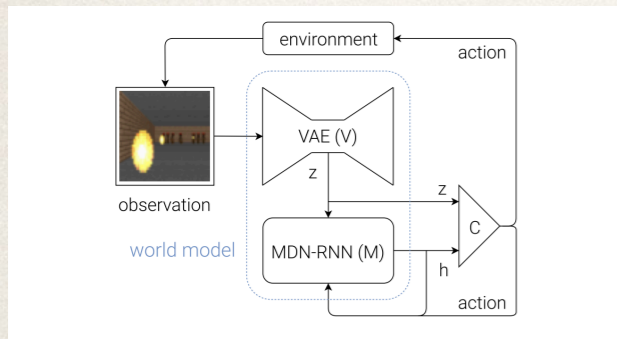 environment
action
VAE (V)
z
z
observation
C
world model
MDN-RNN (M)
h
action